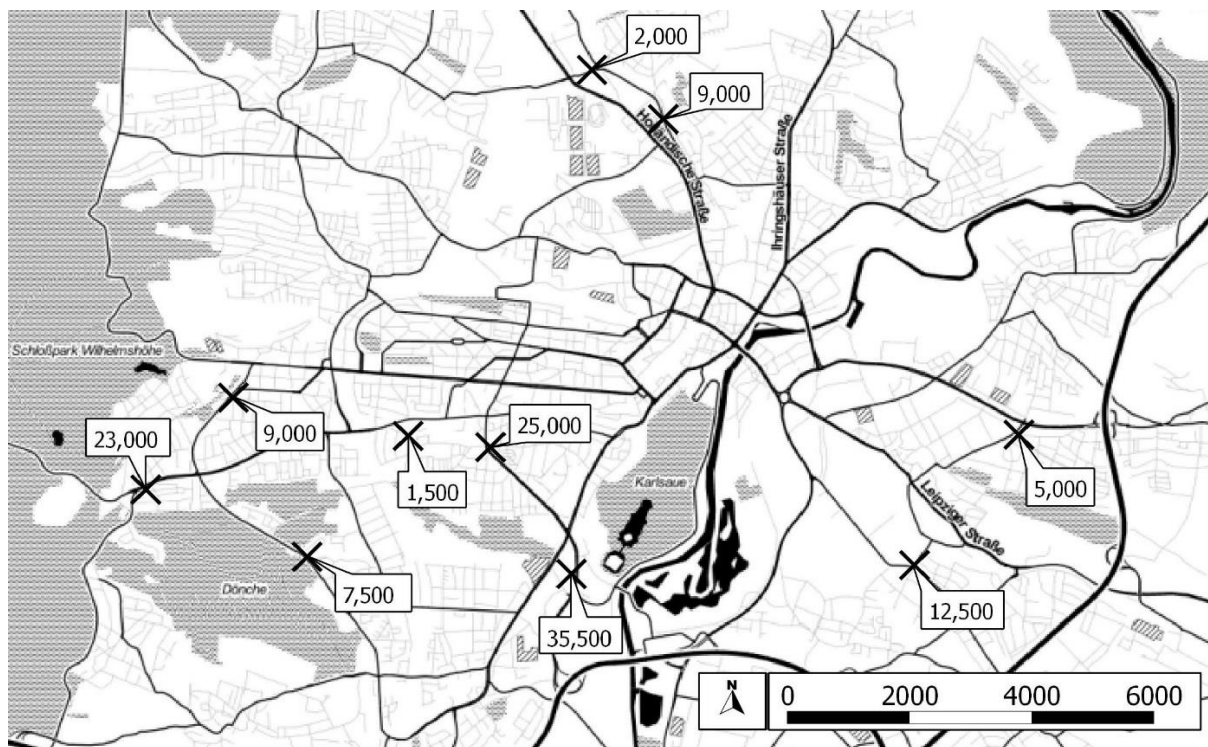 2,000
9,000
Holländische Straße
Ihringshäuser Straße
Schloßpark Wilhelmshöhe
9,000
25,000
23,000
1,500
Karlsaue
5,000
Leipziger Straße
Dönche
7,500
35,500
12,500
N
0 2000 4000 6000